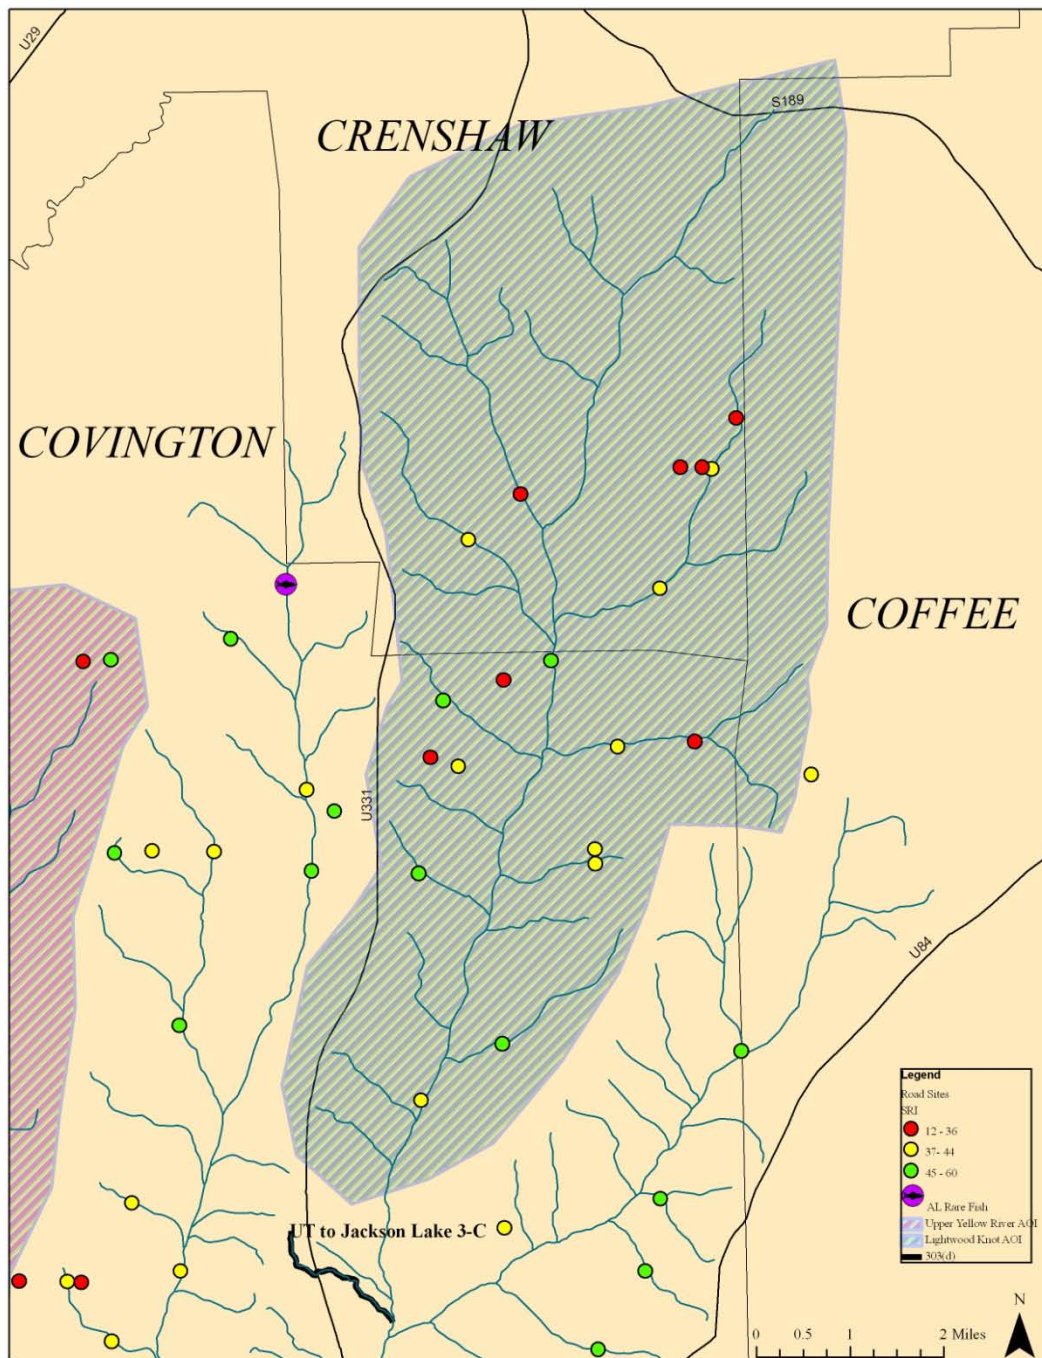 U29
S189
CRENSHAW
COVINGTON
COFFEE
U331
U84
Legend
Road Sites
SRI
12 - 36
37- 44
45 - 60
AL Rare Fish
Upper Yellow River AOI
Lightwood Knot AOI
303(d)
UT to Jackson Lake 3-C
N
0 0.5 1 2 Miles